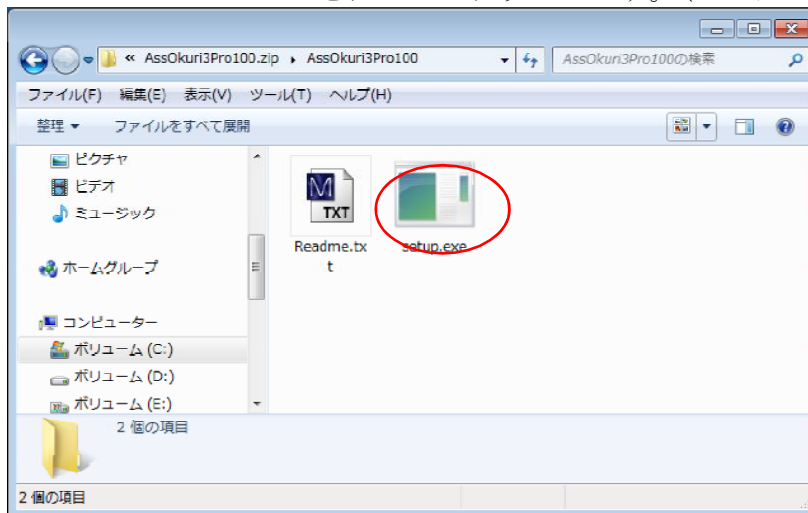 « AssOkuri3Pro100.zip ▸ AssOkuri3Pro100
AssOkuri3Pro100の検索
ファイル(F) 編集(E) 表示(V) ツール(T) ヘルプ(H)
整理 ▼ ファイルをすべて展開
ピクチャ
ビデオ
ミュージック
ホームグループ
コンピューター
ボリューム (C:)
ボリューム (D:)
ボリューム (E:)
M
TXT
Readme.tx
t
setup.exe
2 個の項目
2 個の項目